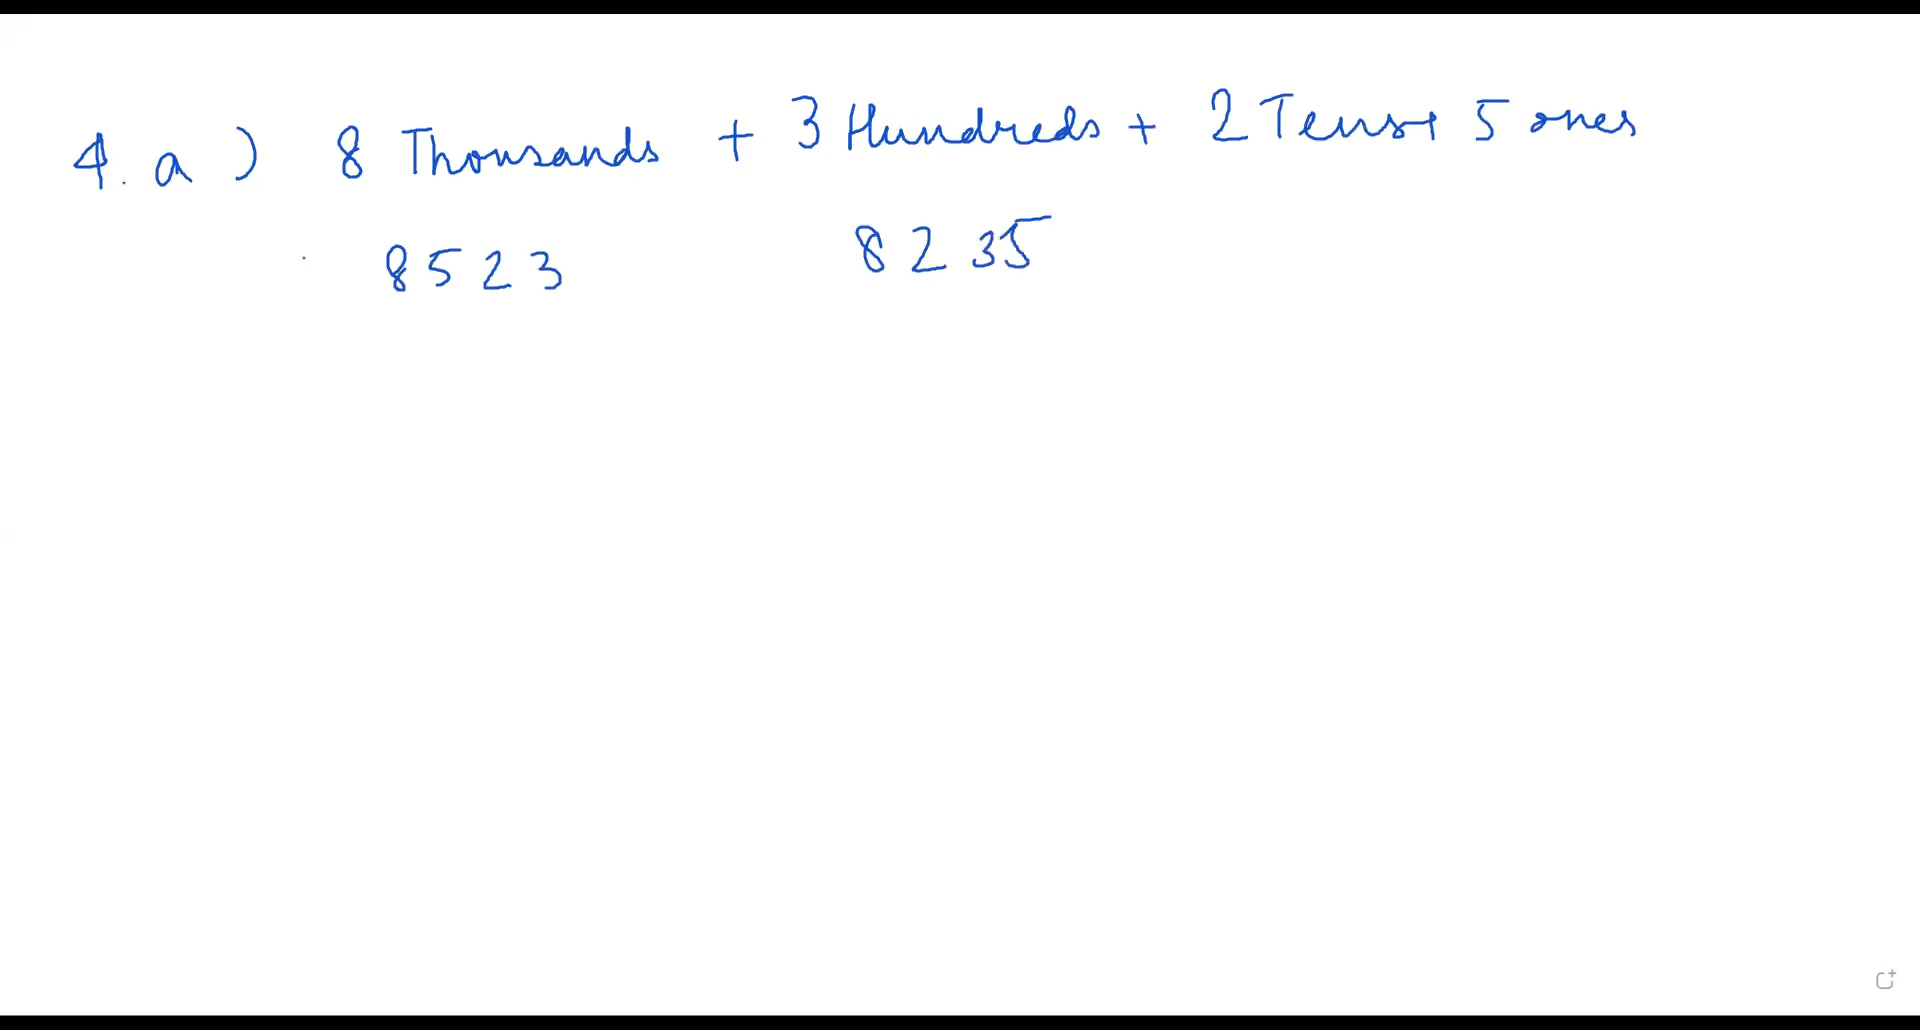 4. a) 8 Thousands + 3 Hundreds + 2 Tens + 5 ones
8523 8235